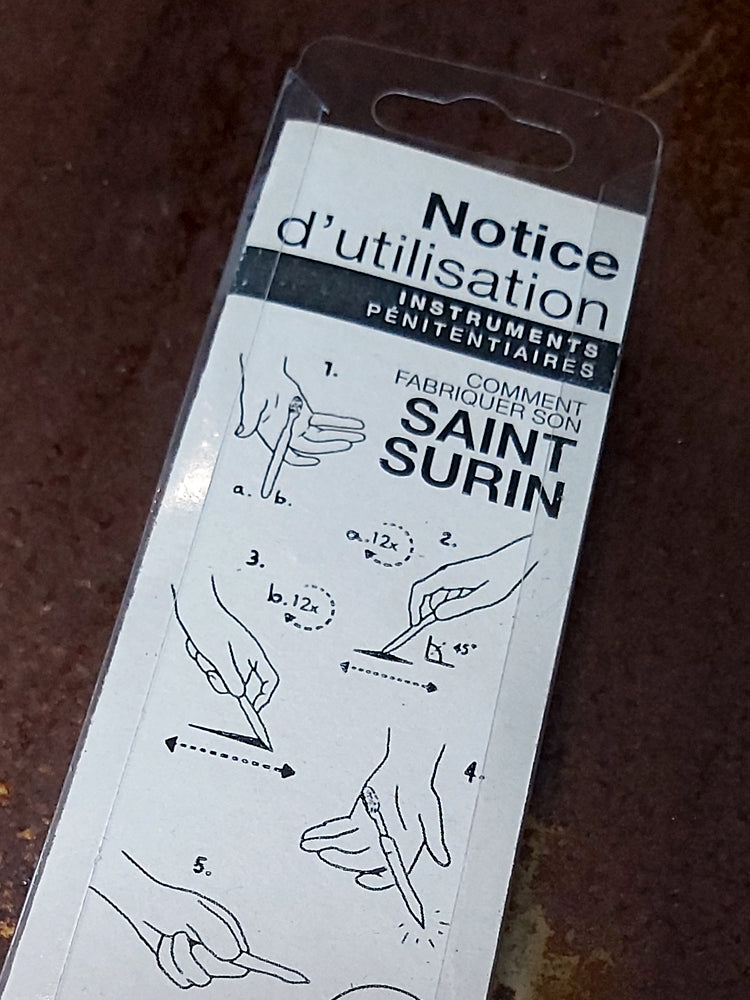 Notice
d'utilisation
INSTRUMENTS
PÉNITENTIAIRES
COMMENT
FABRIQUER SON
SAINT
SURIN
1.
a. b.
a. 12x
2.
45°
3.
b. 12x
4.
5.